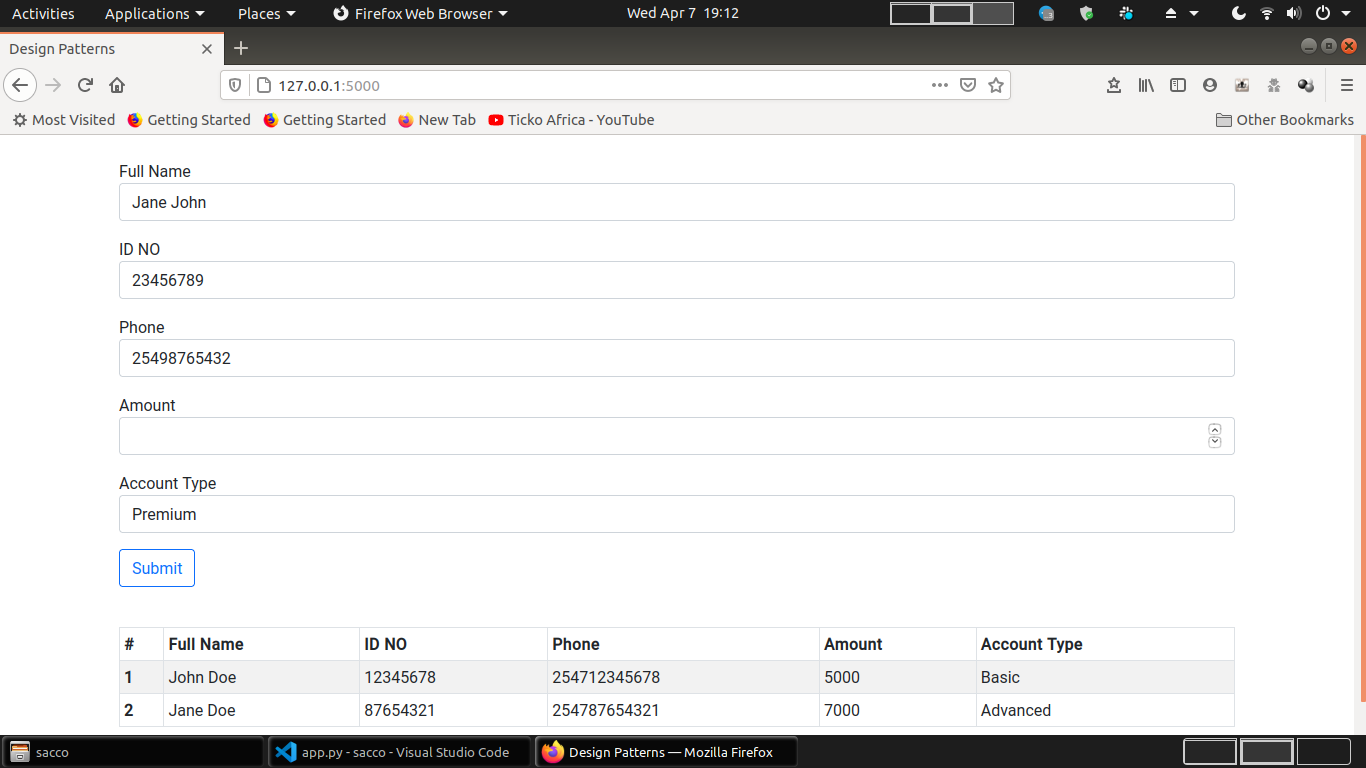 Activities Applications Places Firefox Web Browser Wed Apr 7 19:12
Design Patterns
127.0.0.1:5000
Most Visited Getting Started Getting Started New Tab Ticko Africa - YouTube Other Bookmarks
Full Name
Jane John
ID NO
23456789
Phone
25498765432
Amount
Account Type
Premium
Submit
# Full Name ID NO Phone Amount Account Type
1 John Doe 12345678 254712345678 5000 Basic
2 Jane Doe 87654321 254787654321 7000 Advanced
sacco app.py - sacco - Visual Studio Code Design Patterns — Mozilla Firefox